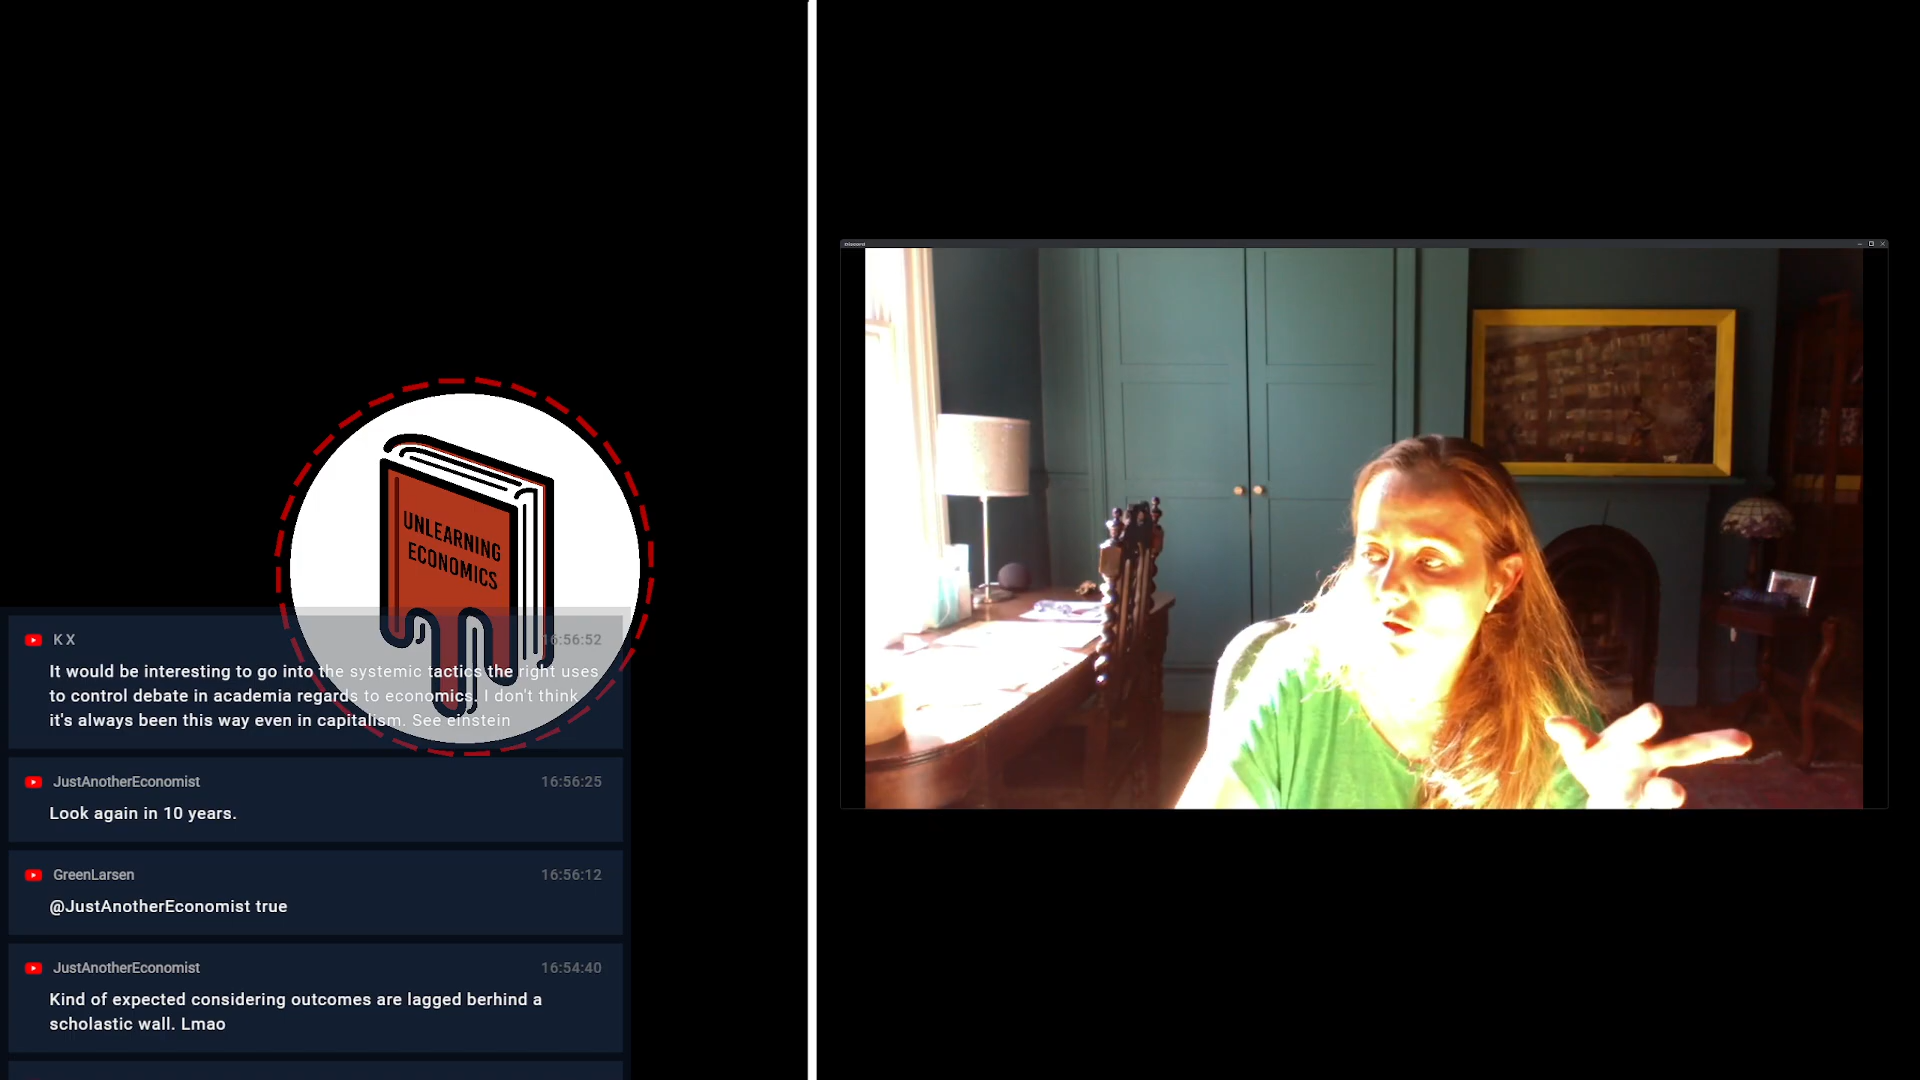 Discord
UNLEARNING
ECONOMICS
K X 16:56:52
It would be interesting to go into the systemic tactics the right uses
to control debate in academia regards to economics. I don't think
it's always been this way even in capitalism. See einstein
JustAnotherEconomist 16:56:25
Look again in 10 years.
GreenLarsen 16:56:12
@JustAnotherEconomist true
JustAnotherEconomist 16:54:40
Kind of expected considering outcomes are lagged berhind a
scholastic wall. Lmao